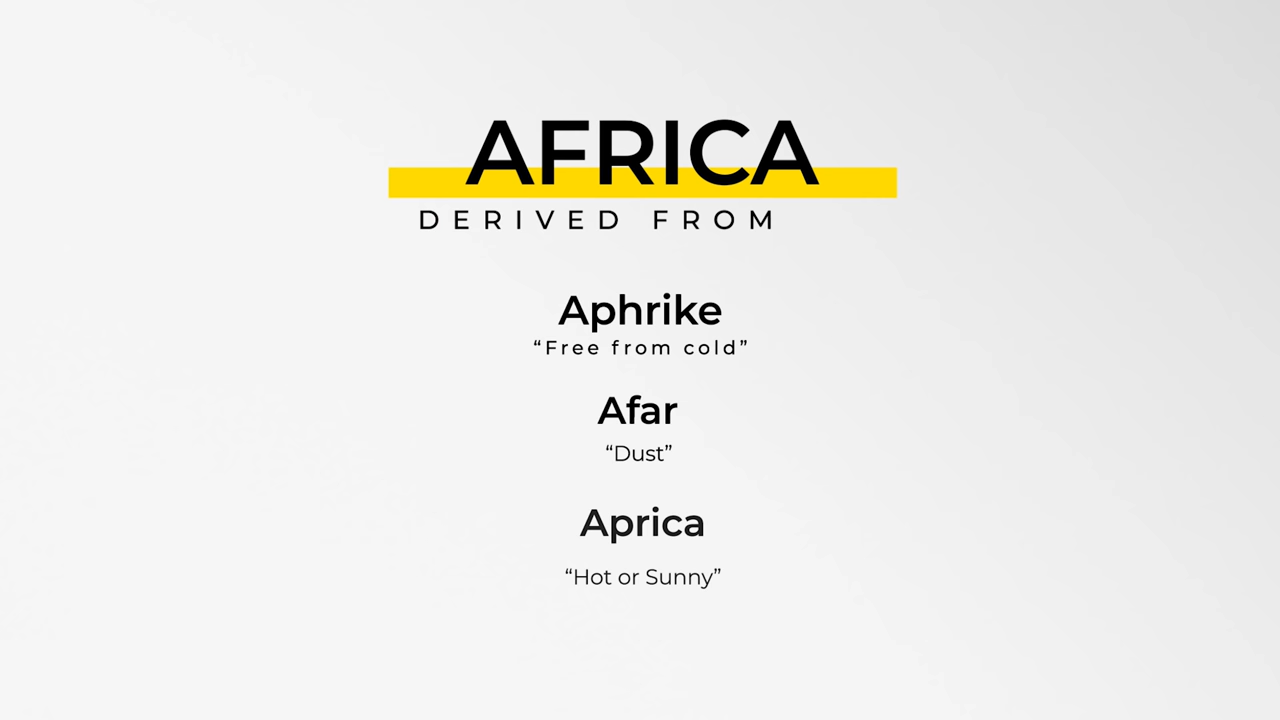 AFRICA
DERIVED FROM
Aphrike
“Free from cold”
Afar
“Dust”
Aprica
“Hot or Sunny”